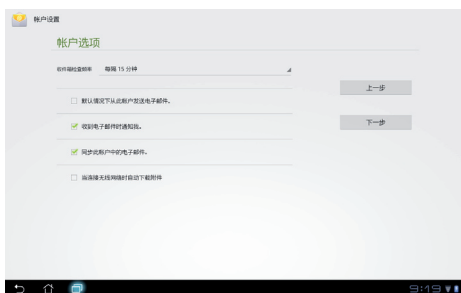 帐户设置
帐户选项
收件箱检查频率 每隔 15 分钟
上一步
默认情况下从此帐户发送电子邮件。
收到电子邮件时通知我。
下一步
同步此帐户中的电子邮件。
当连接无线网络时自动下载附件
9:19